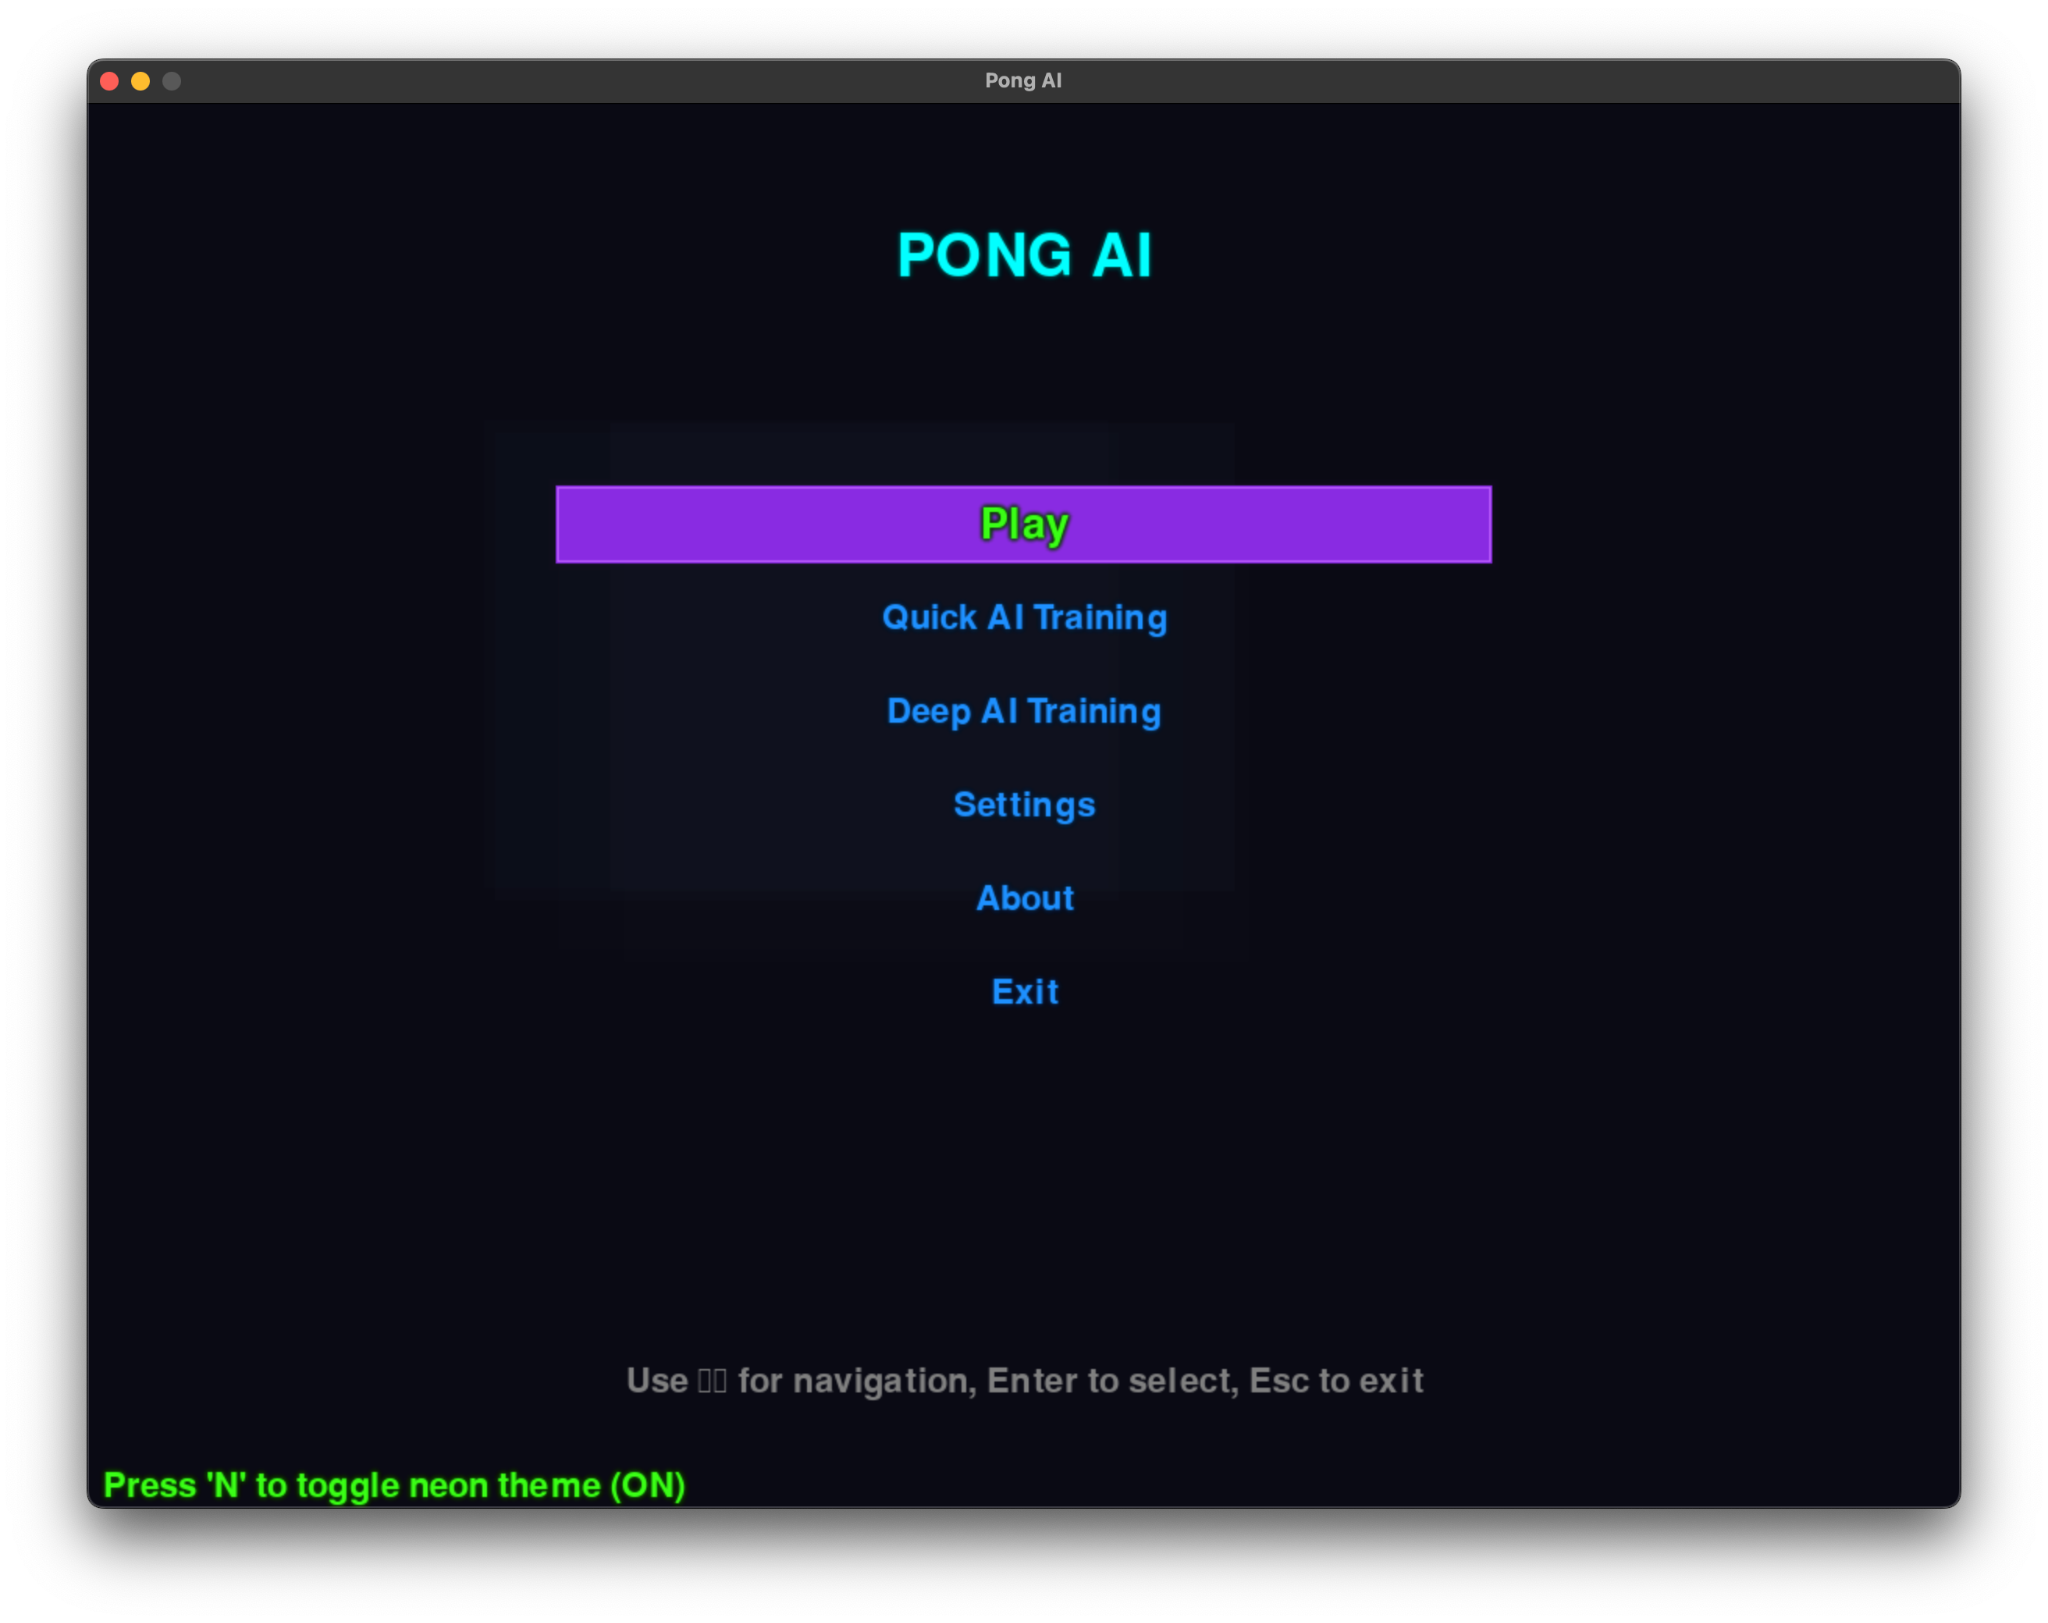 Pong AI
PONG AI
Play
Quick AI Training
Deep AI Training
Settings
About
Exit
Use ▯▯ for navigation, Enter to select, Esc to exit
Press 'N' to toggle neon theme (ON)